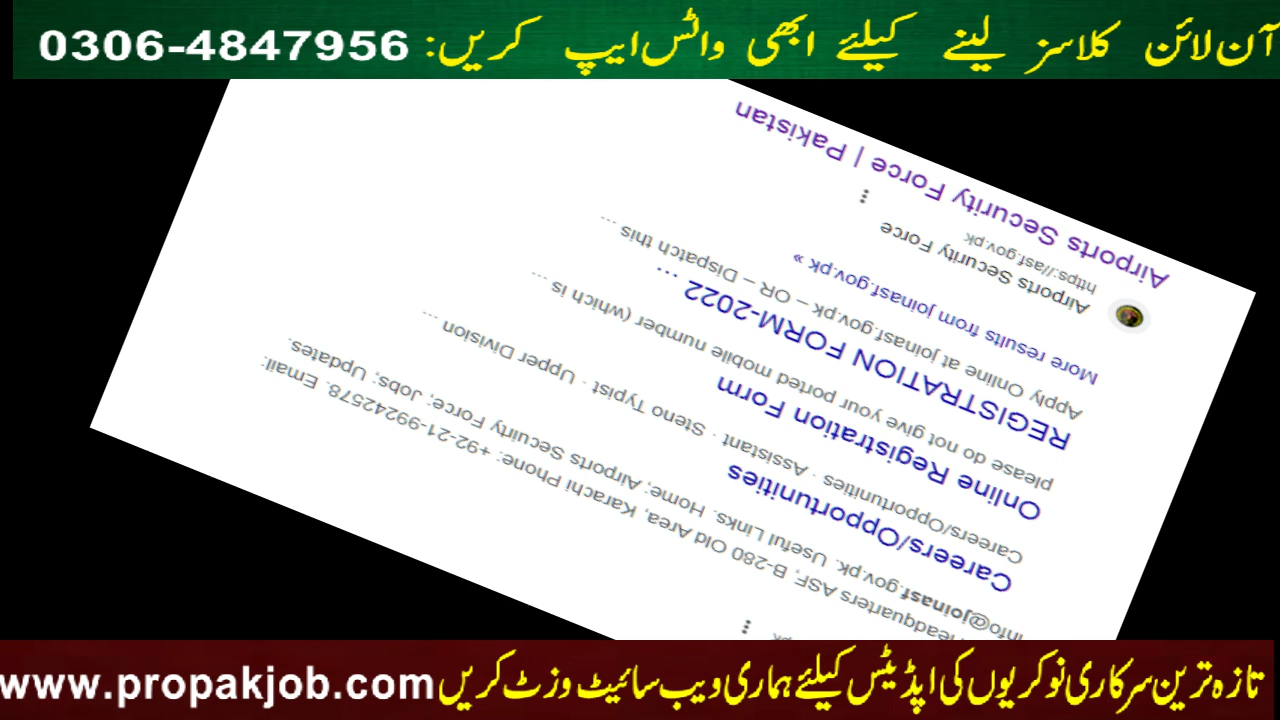 آن لائن کلاسز لینے کیلئے ابھی واٹس ایپ کریں: 0306-4847956
Headquarters ASF, B-280 Old Area, Karachi Phone: +92-21-99242578. Email:
info@joinasf.gov.pk. Useful Links. Home; Airports Security Force; Jobs; Updates.
Careers/Opportunities
Careers/Opportunities · Assistant · Steno Typist · Upper Division ...
Online Registration Form
please do not give your ported mobile number (which is ...
REGISTRATION FORM-2022 ...
Apply Online at joinasf.gov.pk – OR – Dispatch this ...
More results from joinasf.gov.pk »
Airports Security Force
https://asf.gov.pk
Airports Security Force | Pakistan
تازہ ترین سرکاری نوکریوں کی اپڈیٹس کیلئے ہماری ویب سائیٹ وزٹ کریں www.propakjob.com